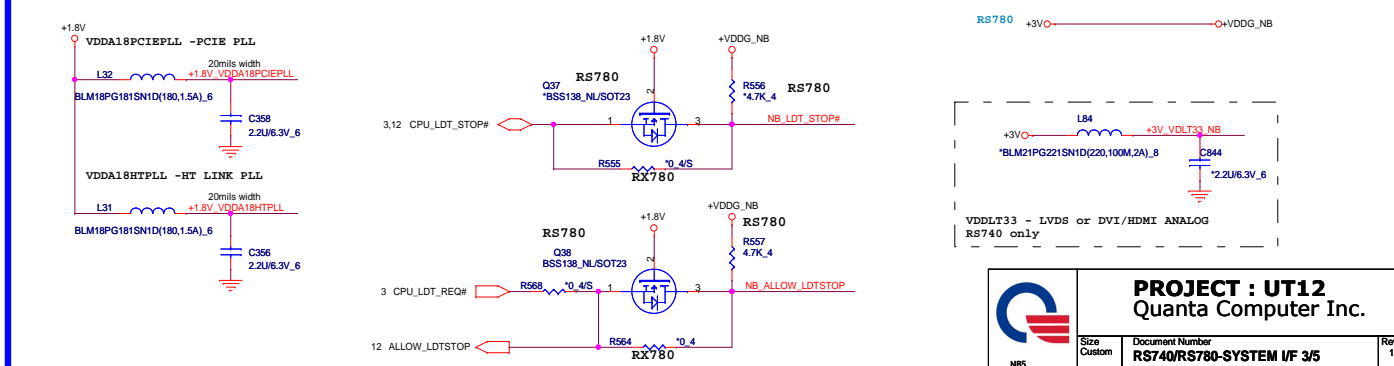 +1.8V
VDDA18PCIEPLL -PCIE PLL
20mils width
L32
+1.8V_VDDA18PCIEPLL
BLM18PG181SN1D(180,1.5A)_6
C358
2.2U/6.3V_6
VDDA18HTPLL -HT LINK PLL
20mils width
L31
+1.8V_VDDA18HTPLL
BLM18PG181SN1D(180,1.5A)_6
C356
2.2U/6.3V_6
+1.8V
+VDDG_NB
RS780
Q37
*BSS138_NL/SOT23
2
R556
*4.7K_4
RS780
3,12 CPU_LDT_STOP#
1
3
NB_LDT_STOP#
R555
*0_4/S
RX780
+1.8V
+VDDG_NB
RS780
RS780
Q38
BSS138_NL/SOT23
2
R557
4.7K_4
3 CPU_LDT_REQ#
R568
*0_4/S
1
3
NB_ALLOW_LDTSTOP
12 ALLOW_LDTSTOP
R564
*0_4
RX780
RS780
+3V
+VDDG_NB
L84
+3V
+3V_VDLT33_NB
*BLM21PG221SN1D(220,100M,2A)_8
C844
*2.2U/6.3V_6
VDDLT33 - LVDS or DVI/HDMI ANALOG
RS740 only
PROJECT : UT12
Quanta Computer Inc.
NB5
Size
Custom
Document Number
RS740/RS780-SYSTEM I/F 3/5
Rev
1